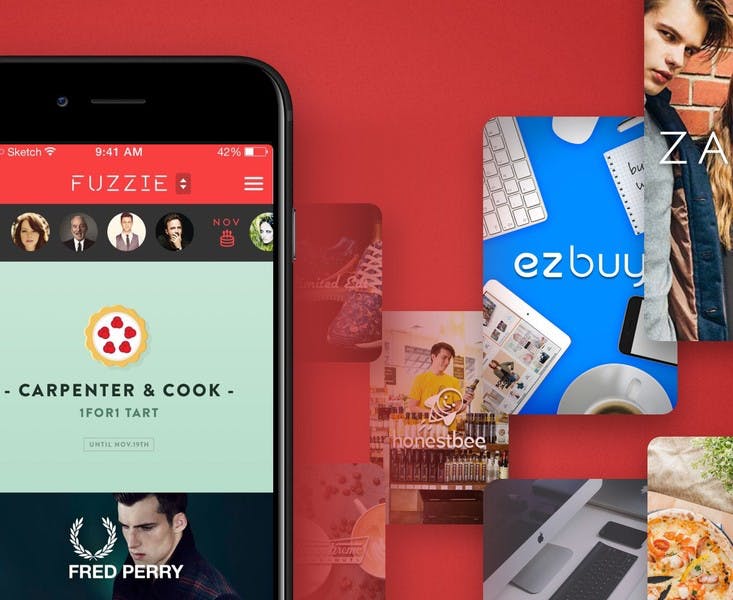 Sketch
9:41 AM
42%
FUZZIE
NOV
- CARPENTER & COOK -
1FOR1 TART
UNTIL NOV.19TH
FRED PERRY
ezbuy
ZA
honestbee